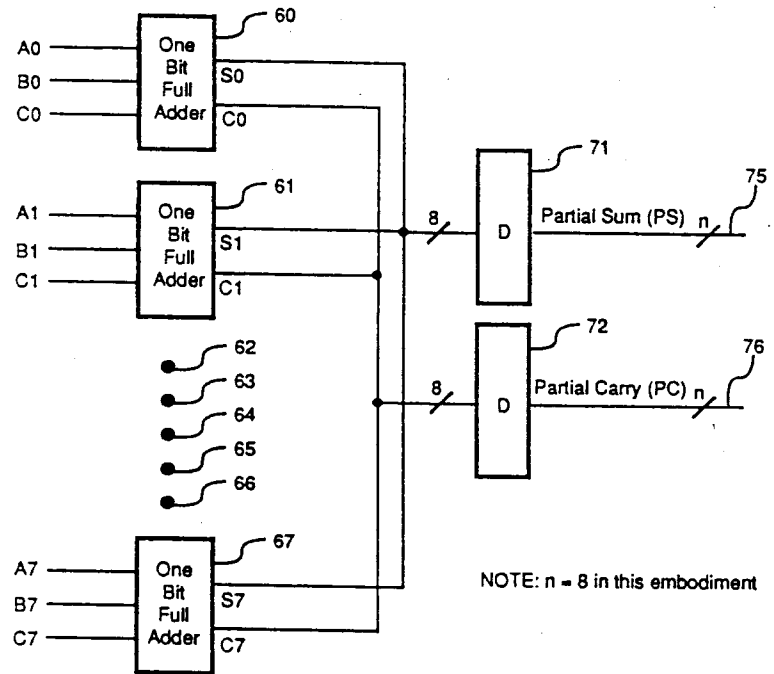 60
A0
B0
C0
One
Bit
Full
Adder
S0
C0
61
A1
B1
C1
One
Bit
Full
Adder
S1
C1
62
63
64
65
66
67
A7
B7
C7
One
Bit
Full
Adder
S7
C7
8
71
D
Partial Sum (PS)
n
75
8
72
D
Partial Carry (PC)
n
76
NOTE: n = 8 in this embodiment